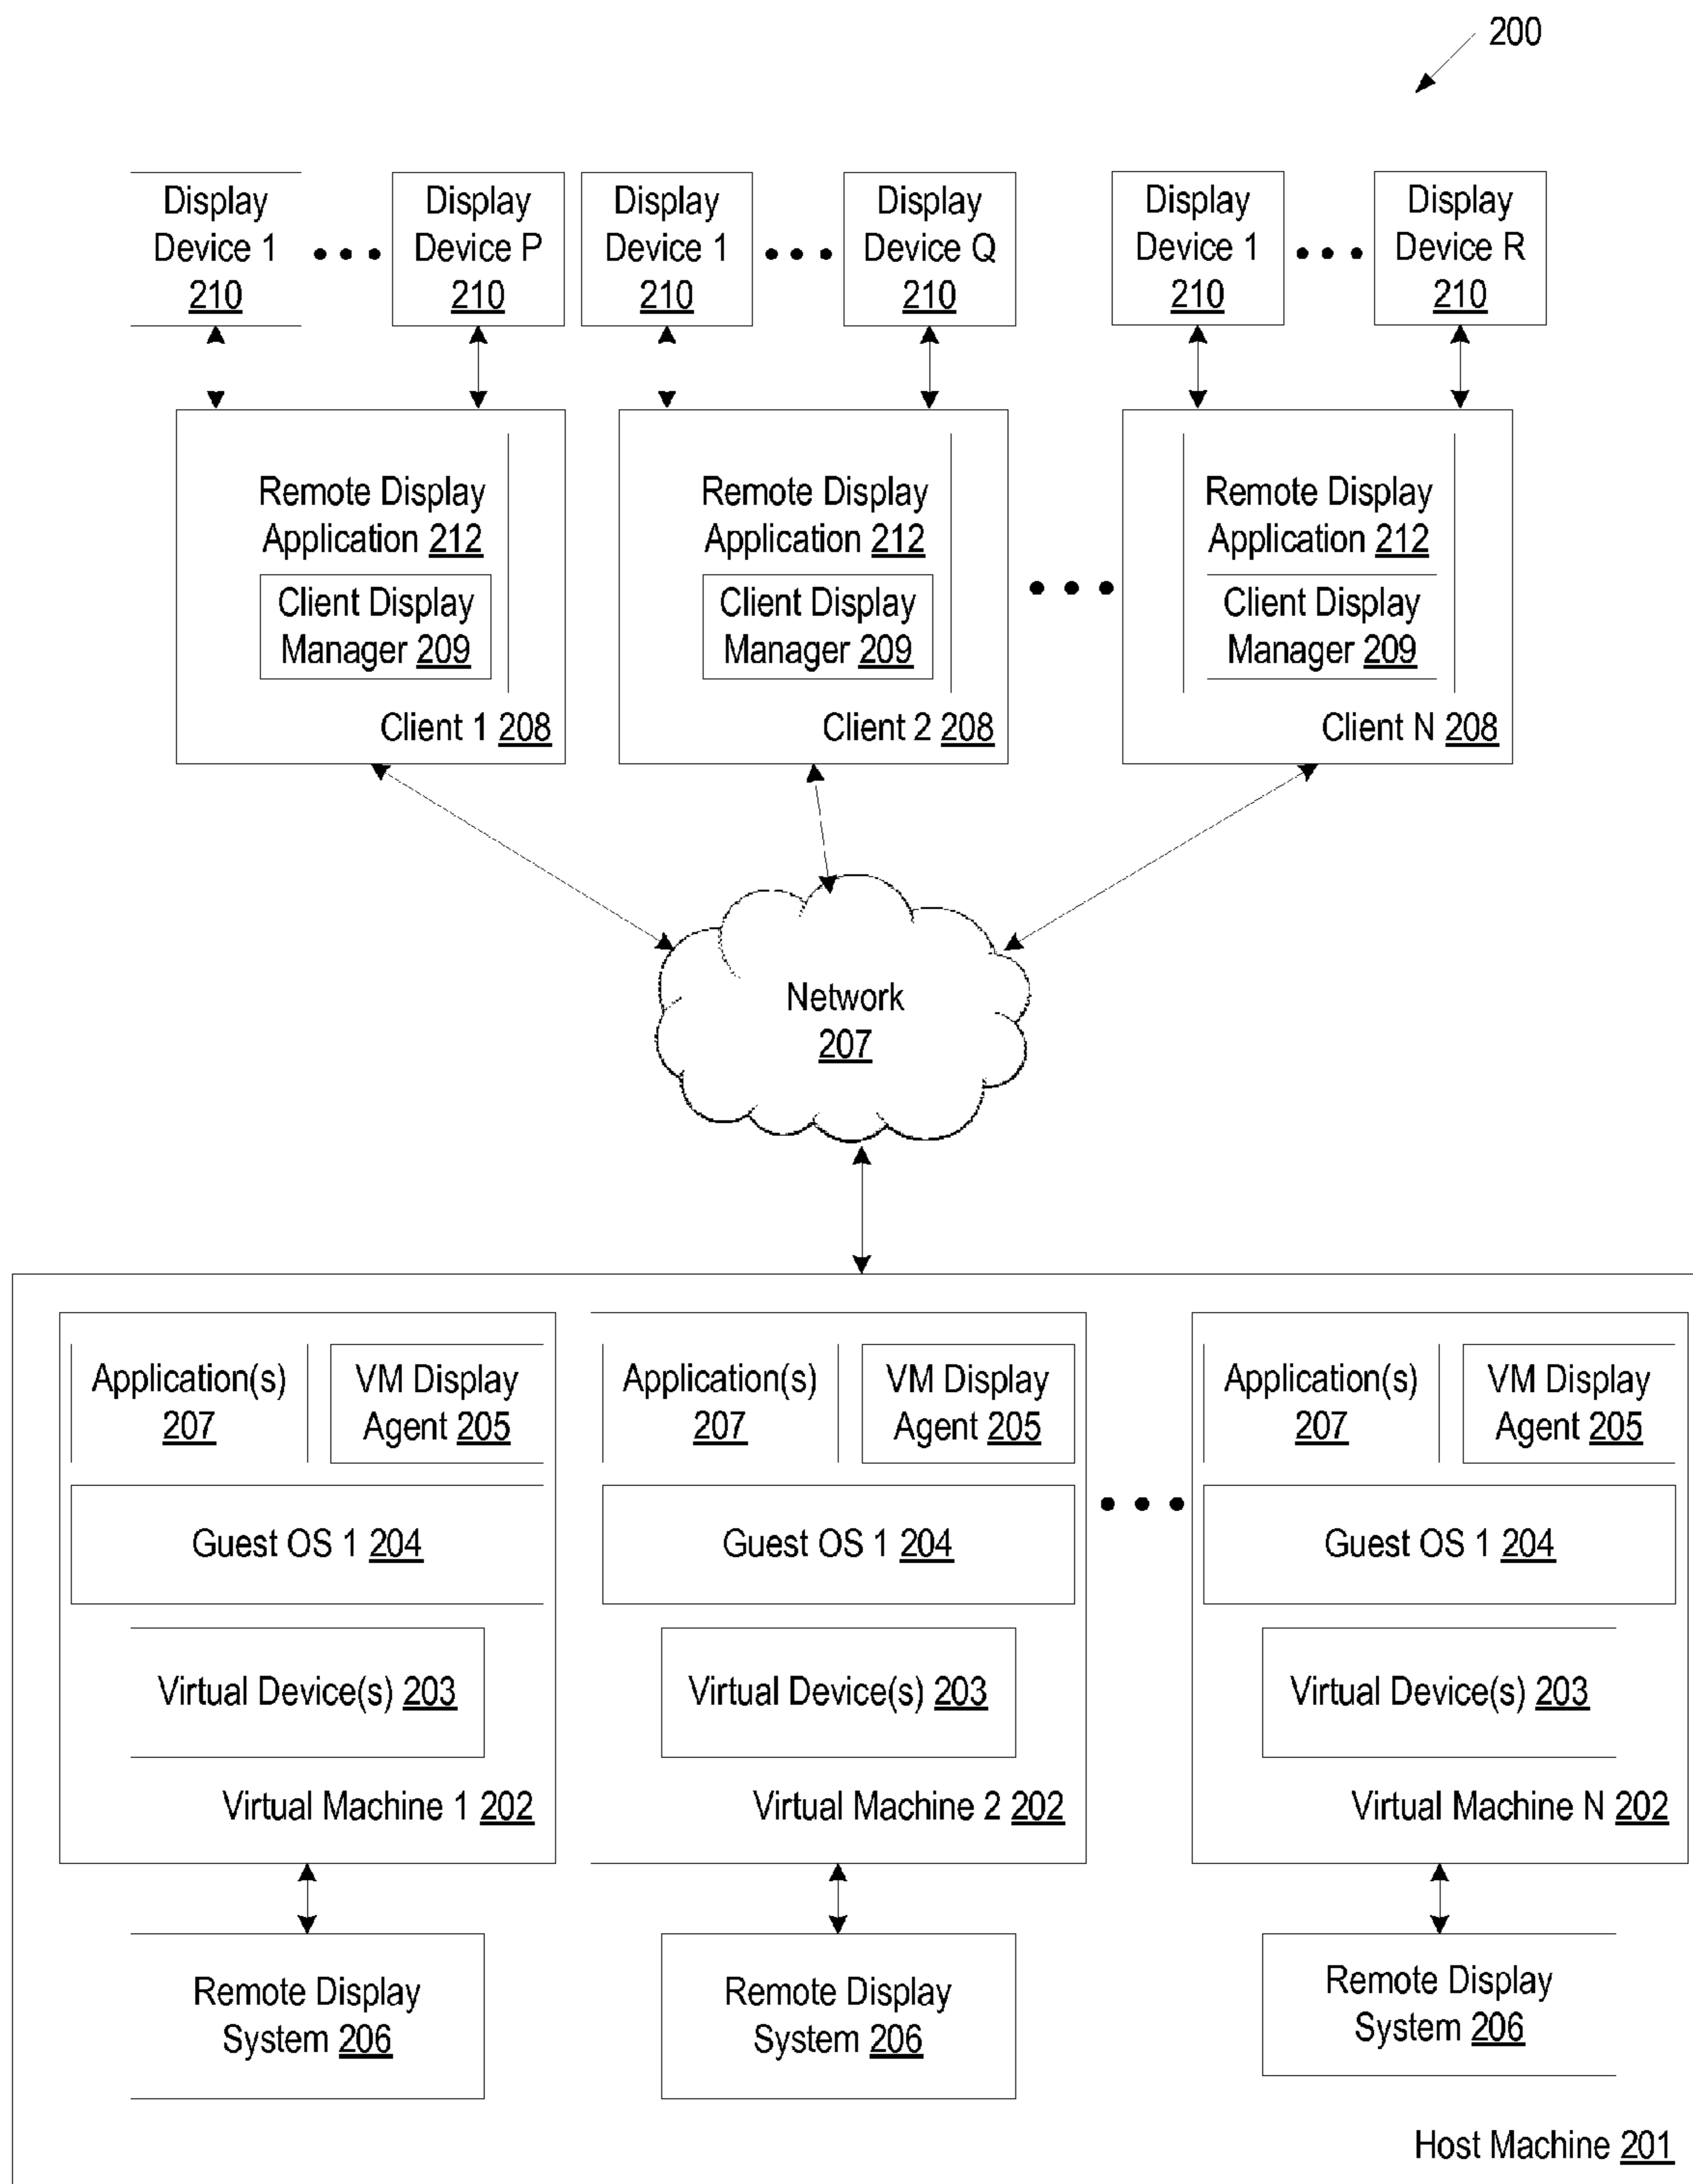 200
Display
Device 1
210
Display
Device P
210
Display
Device 1
210
Display
Device Q
210
Display
Device 1
210
Display
Device R
210
Remote Display
Application 212
Client Display
Manager 209
Client 1 208
Remote Display
Application 212
Client Display
Manager 209
Client 2 208
Remote Display
Application 212
Client Display
Manager 209
Client N 208
Network
207
Application(s)
207
VM Display
Agent 205
Guest OS 1 204
Virtual Device(s) 203
Virtual Machine 1 202
Application(s)
207
VM Display
Agent 205
Guest OS 1 204
Virtual Device(s) 203
Virtual Machine 2 202
Application(s)
207
VM Display
Agent 205
Guest OS 1 204
Virtual Device(s) 203
Virtual Machine N 202
Remote Display
System 206
Remote Display
System 206
Remote Display
System 206
Host Machine 201